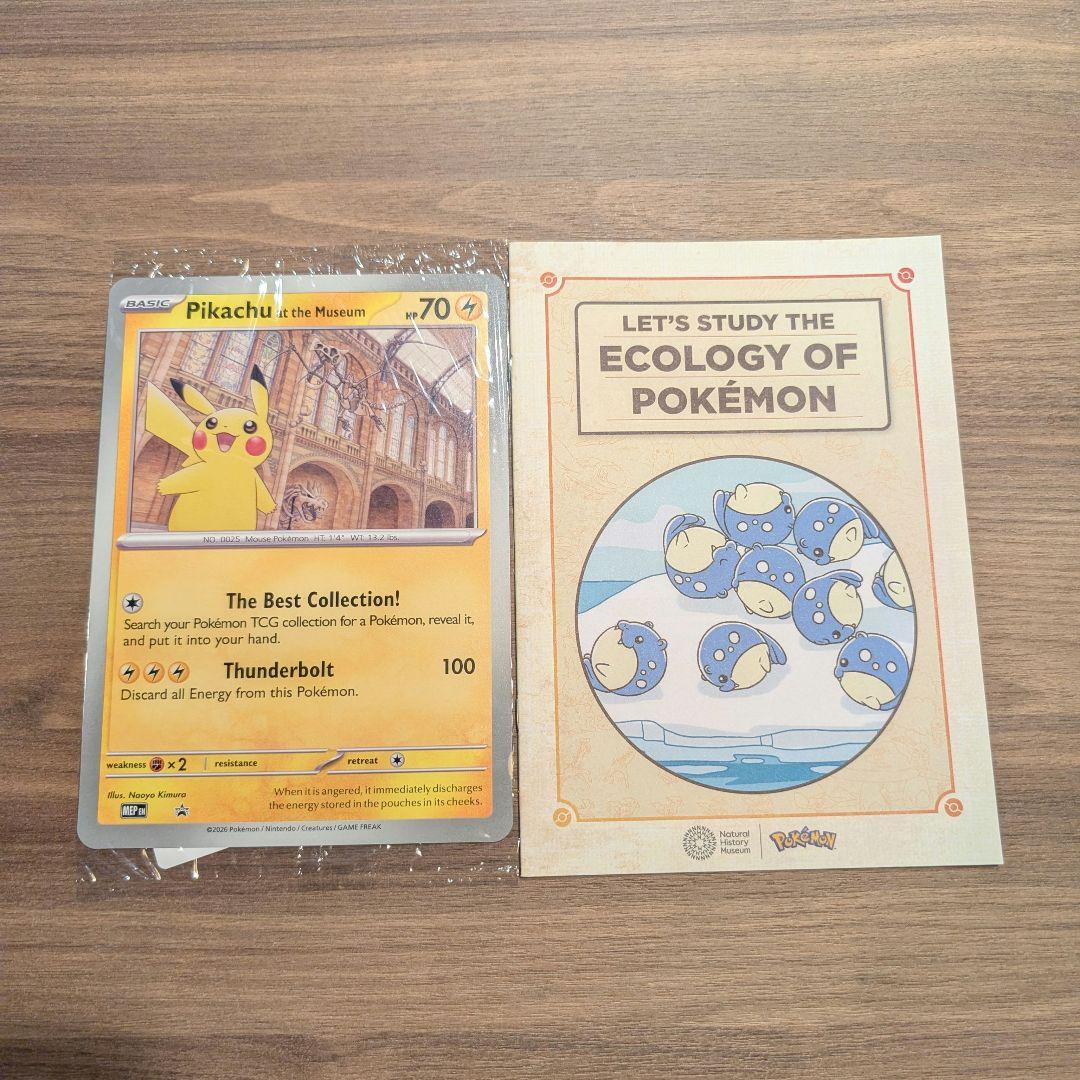 BASIC
Pikachu at the Museum
HP 70
NO. 0025 Mouse Pokémon HT: 1'4" WT: 13.2 lbs.
The Best Collection!
Search your Pokémon TCG collection for a Pokémon, reveal it,
and put it into your hand.
Thunderbolt 100
Discard all Energy from this Pokémon.
weakness ×2 resistance retreat
Illus. Naoyo Kimura
When it is angered, it immediately discharges
the energy stored in the pouches in its cheeks.
MEP EN
©2026 Pokémon / Nintendo / Creatures / GAME FREAK
LET'S STUDY THE
ECOLOGY OF
POKÉMON
Natural
History
Museum
POKÉMON